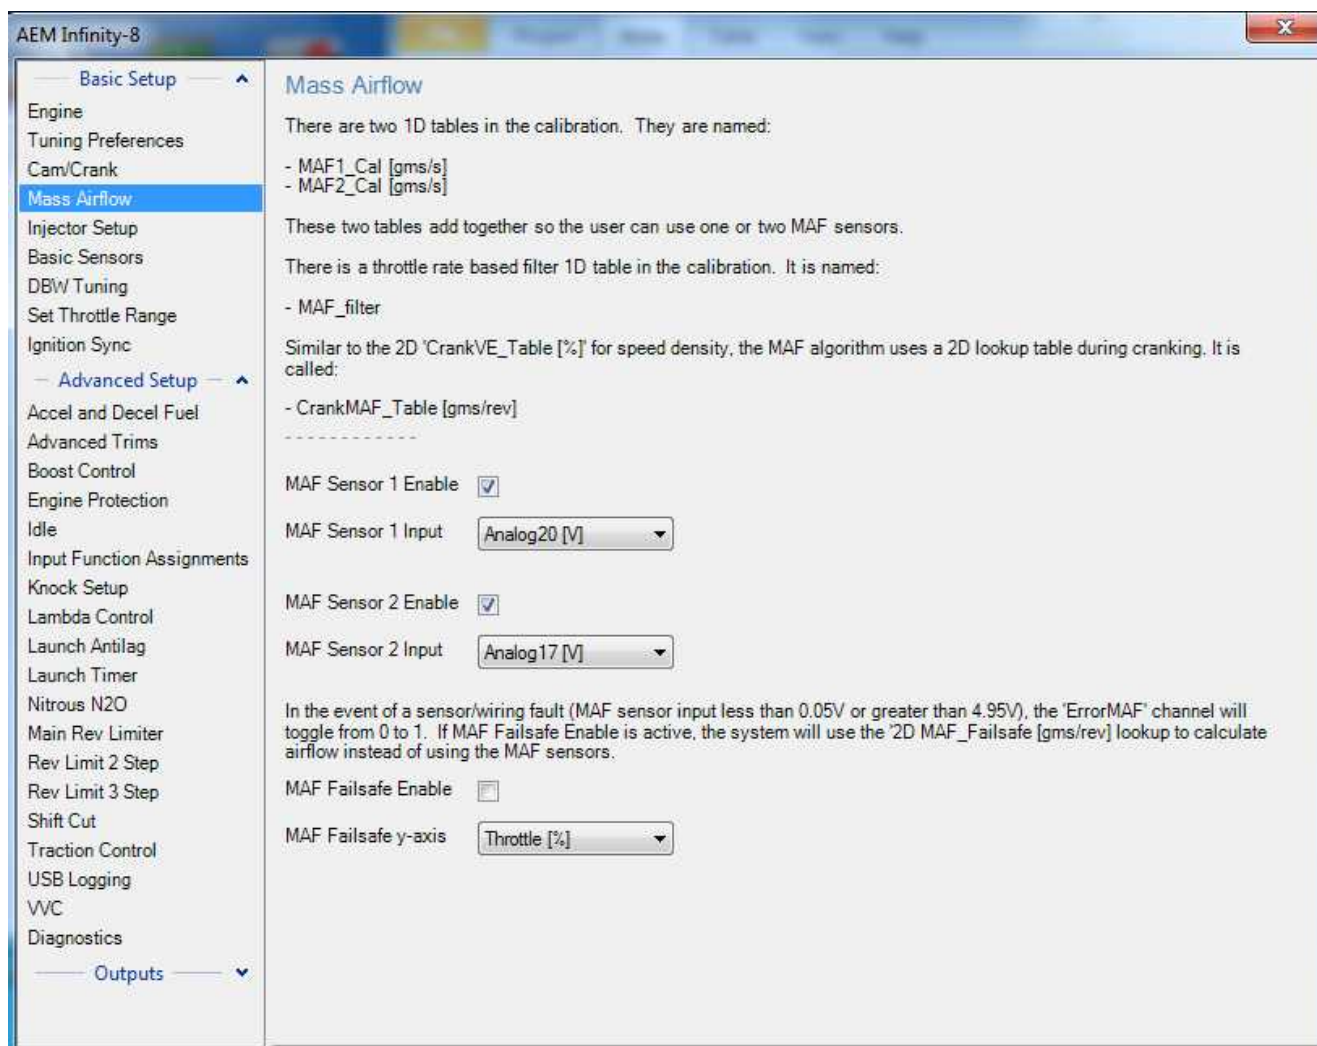 AEM Infinity-8
Basic Setup
Engine
Tuning Preferences
Cam/Crank
Mass Airflow
Injector Setup
Basic Sensors
DBW Tuning
Set Throttle Range
Ignition Sync
Advanced Setup
Accel and Decel Fuel
Advanced Trims
Boost Control
Engine Protection
Idle
Input Function Assignments
Knock Setup
Lambda Control
Launch Antilag
Launch Timer
Nitrous N2O
Main Rev Limiter
Rev Limit 2 Step
Rev Limit 3 Step
Shift Cut
Traction Control
USB Logging
VVC
Diagnostics
Outputs
Mass Airflow
There are two 1D tables in the calibration.  They are named:
- MAF1_Cal [gms/s]
- MAF2_Cal [gms/s]
These two tables add together so the user can use one or two MAF sensors.
There is a throttle rate based filter 1D table in the calibration.  It is named:
- MAF_filter
Similar to the 2D 'CrankVE_Table [%]' for speed density, the MAF algorithm uses a 2D lookup table during cranking. It is
called:
- CrankMAF_Table [gms/rev]
- - - - - - - - - - - -
MAF Sensor 1 Enable
MAF Sensor 1 Input Analog20 [V]
MAF Sensor 2 Enable
MAF Sensor 2 Input Analog17 [V]
In the event of a sensor/wiring fault (MAF sensor input less than 0.05V or greater than 4.95V), the 'ErrorMAF' channel will
toggle from 0 to 1.  If MAF Failsafe Enable is active, the system will use the '2D MAF_Failsafe [gms/rev] lookup to calculate
airflow instead of using the MAF sensors.
MAF Failsafe Enable
MAF Failsafe y-axis Throttle [%]